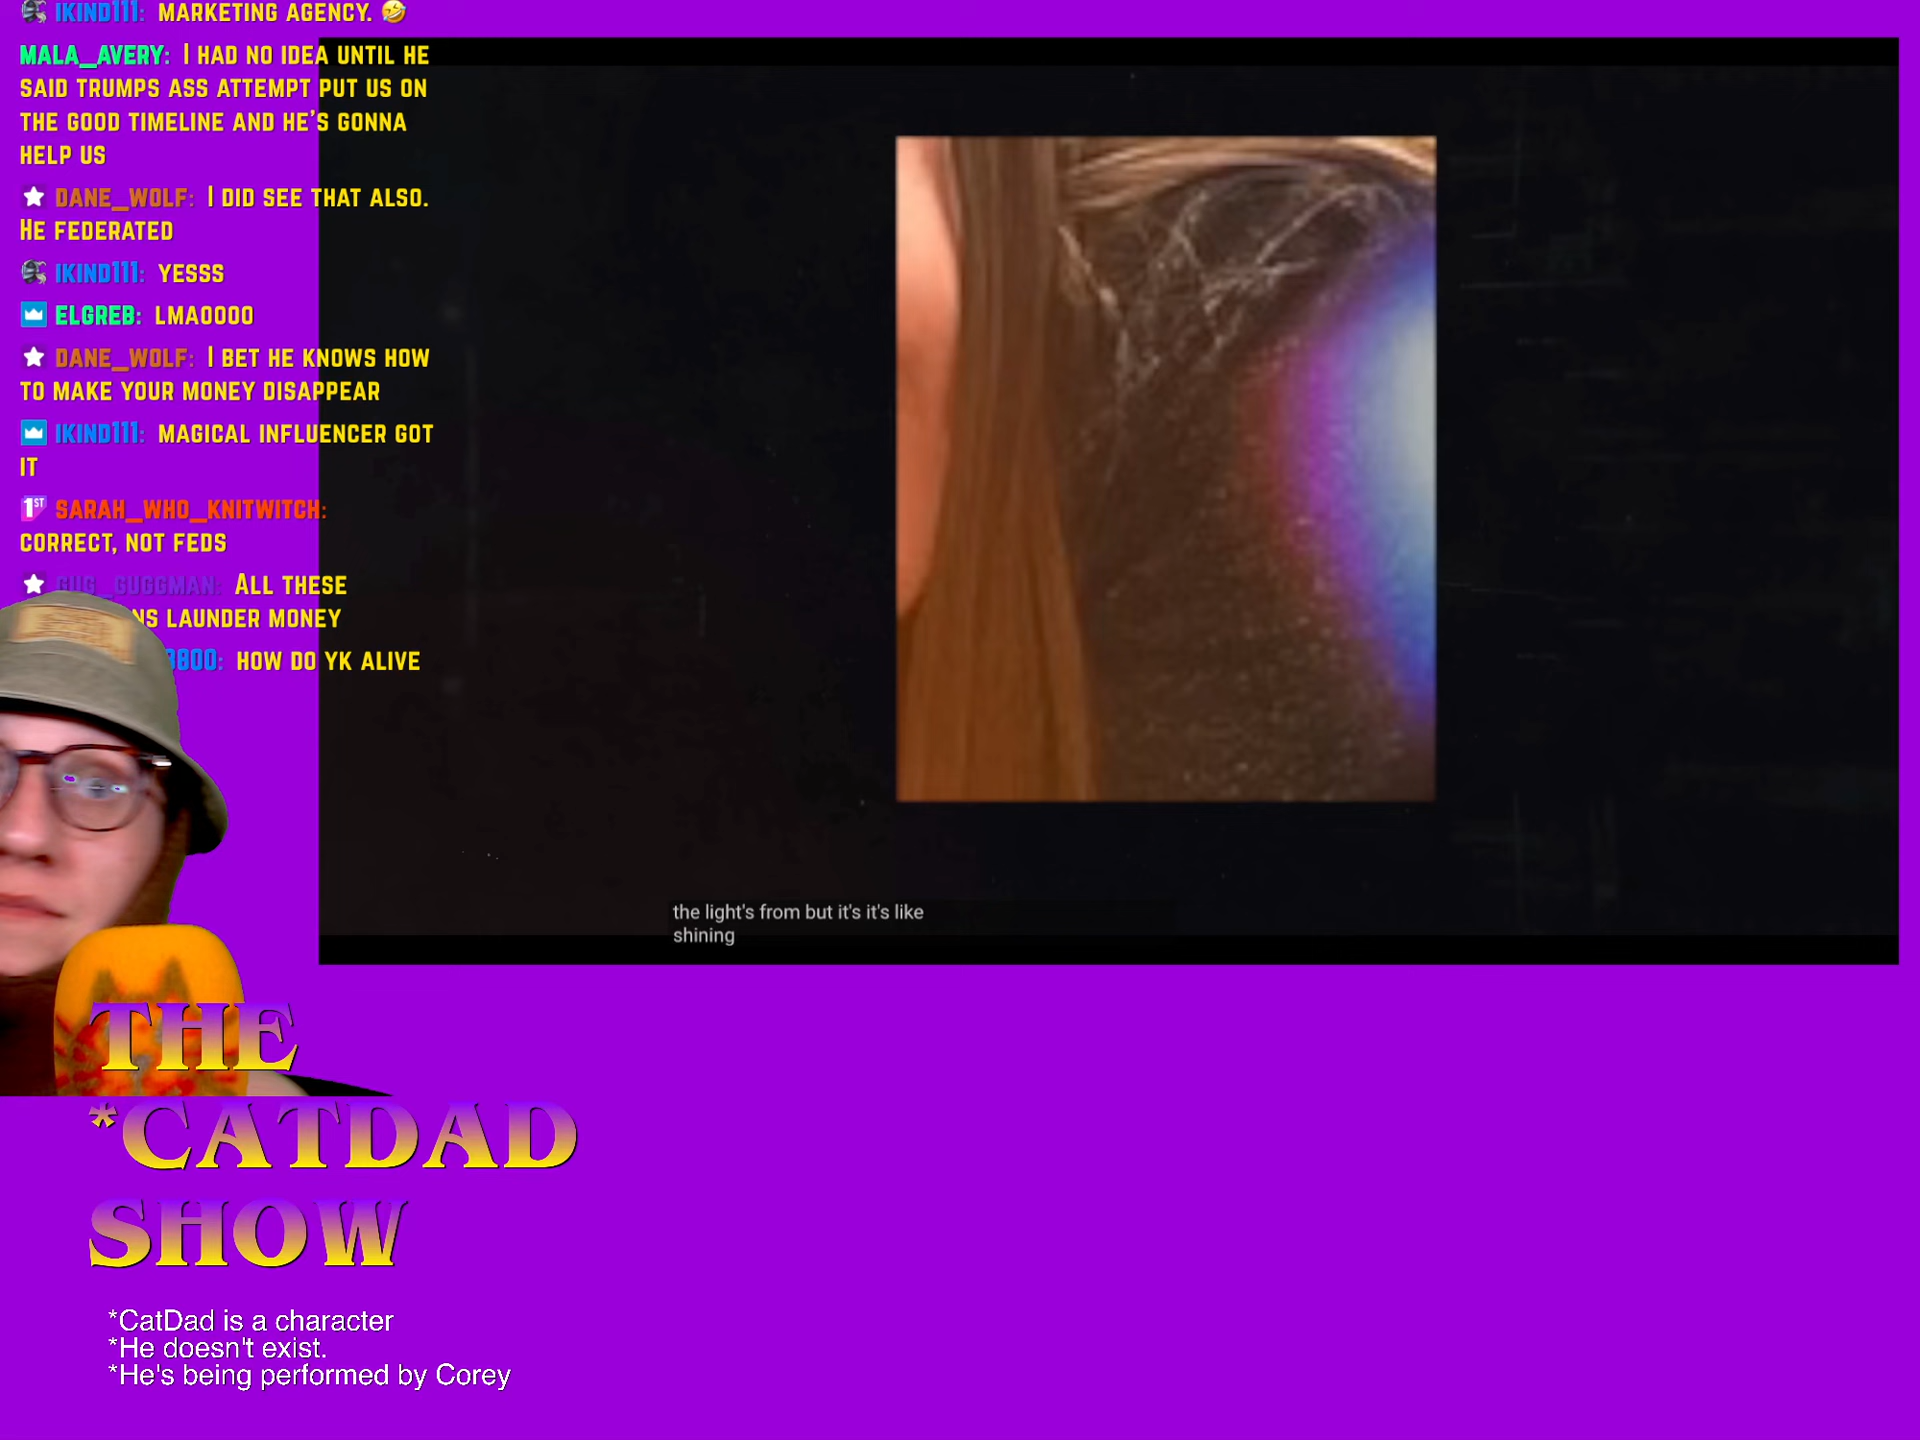 IKIND111: MARKETING AGENCY. 🤣
MALA_AVERY: I HAD NO IDEA UNTIL HE
SAID TRUMPS ASS ATTEMPT PUT US ON
THE GOOD TIMELINE AND HE'S GONNA
HELP US
DANE_WOLF: I DID SEE THAT ALSO.
HE FEDERATED
IKIND111: YESSS
ELGREB: LMAOOOO
DANE_WOLF: I BET HE KNOWS HOW
TO MAKE YOUR MONEY DISAPPEAR
IKIND111: MAGICAL INFLUENCER GOT
IT
1ST SARAH_WHO_KNITWITCH:
CORRECT, NOT FEDS
GUG_GUGGMAN: ALL THESE
LAUNDER MONEY
HOW DO YK ALIVE
the light's from but it's it's like
shining
THE
*CATDAD
SHOW
*CatDad is a character
*He doesn't exist.
*He's being performed by Corey